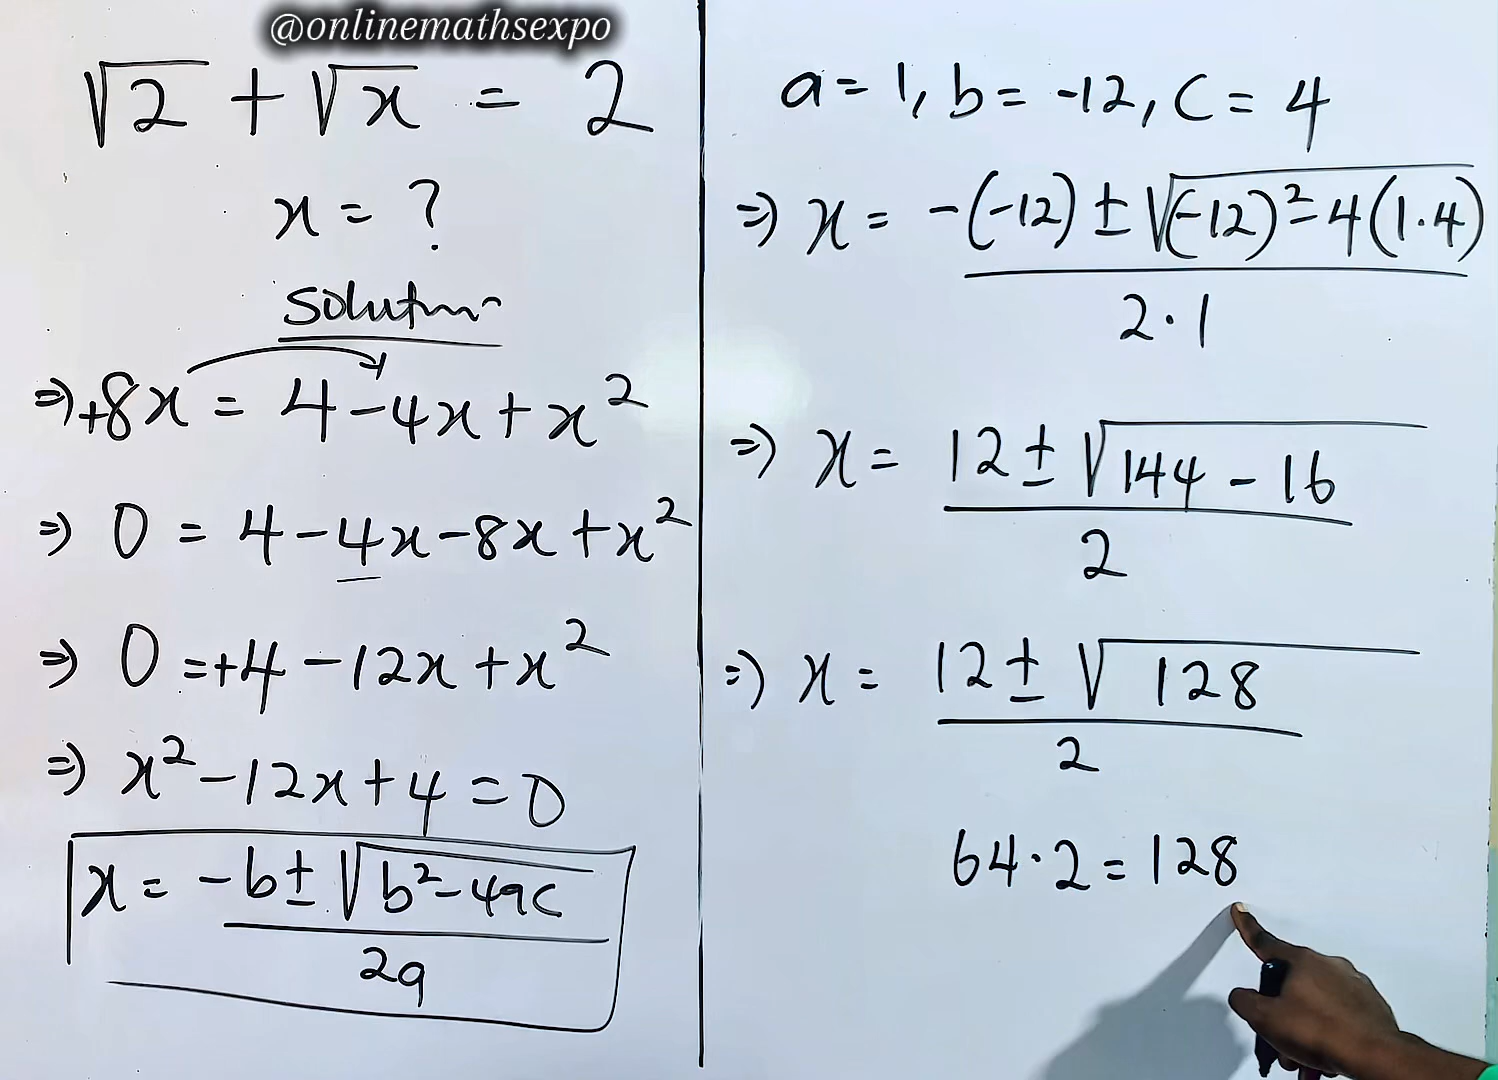 @onlinemathsexpo
√2 + √x = 2
x = ?
Solution
⇒ +8x = 4 - 4x + x²
⇒ 0 = 4 - 4x - 8x + x²
⇒ 0 = +4 - 12x + x²
⇒ x² - 12x + 4 = 0
x = -b ± √b² - 4ac
2a
a = 1, b = -12, c = 4
⇒ x = -(-12) ± √(-12)² - 4(1·4)
2·1
⇒ x = 12 ± √144 - 16
2
⇒ x = 12 ± √128
2
64·2 = 128